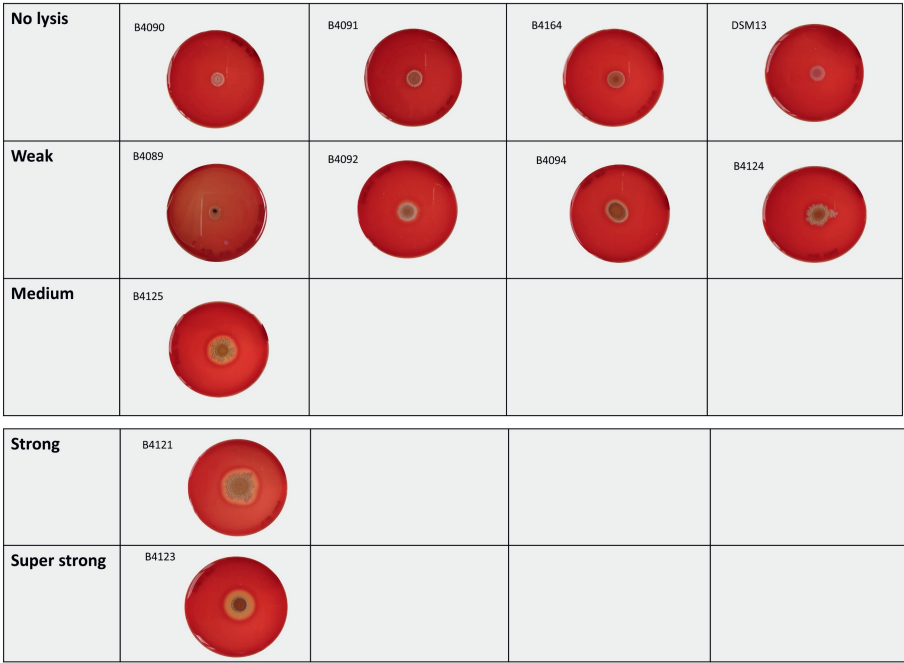 No lysis
B4090
B4091
B4164
DSM13
Weak
B4089
B4092
B4094
B4124
Medium
B4125
Strong
B4121
Super strong
B4123